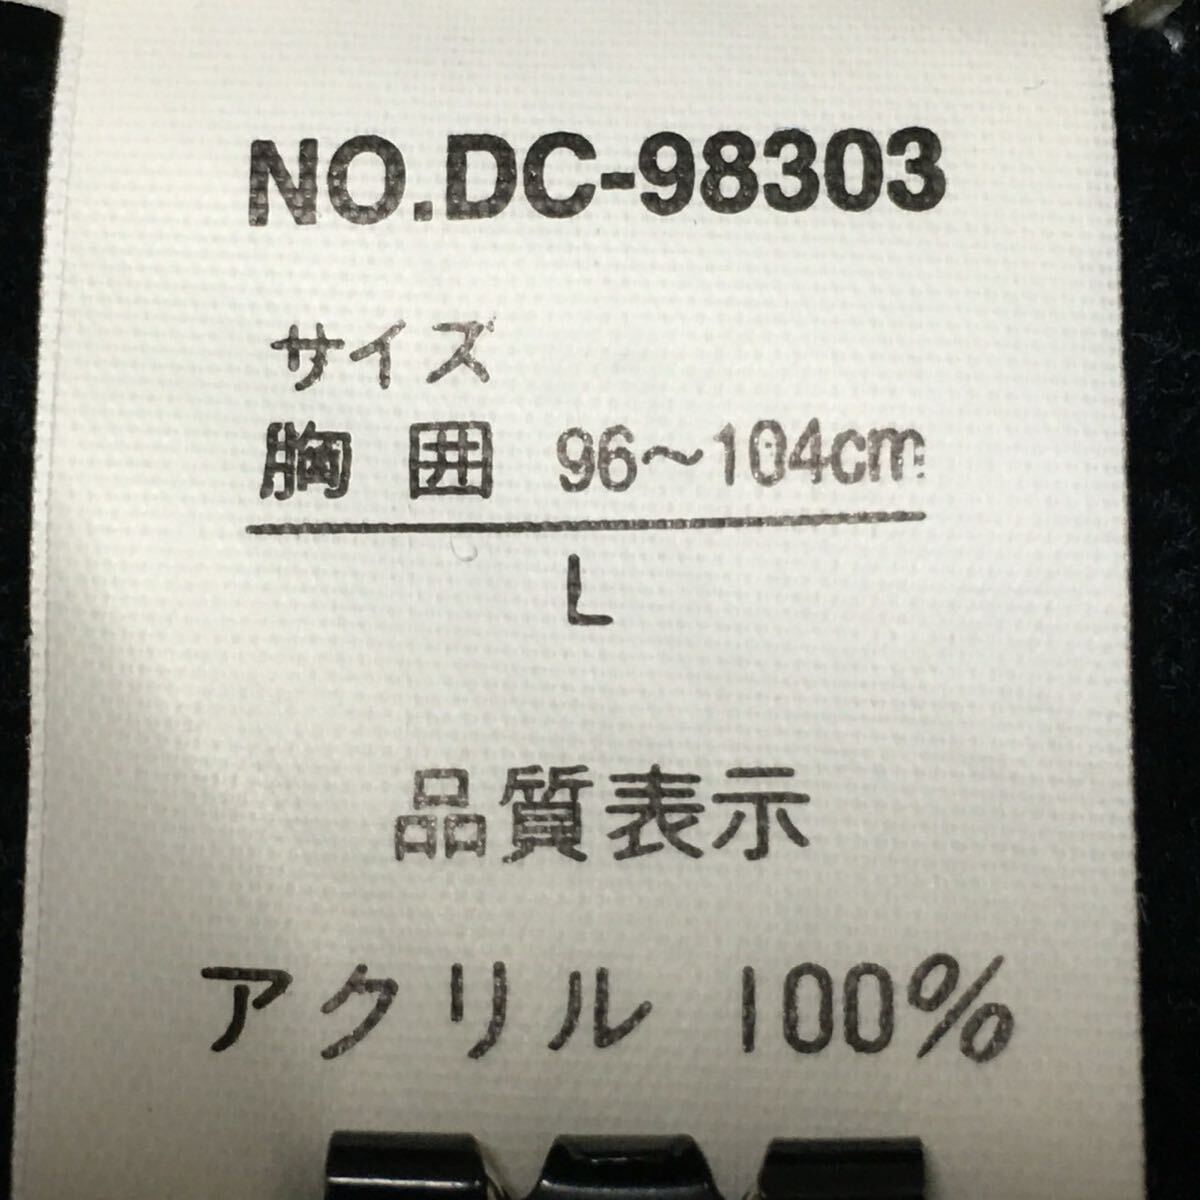 NO.DC-98303
サイズ
胸 囲 96~104cm
L
品質表示
アクリル 100%